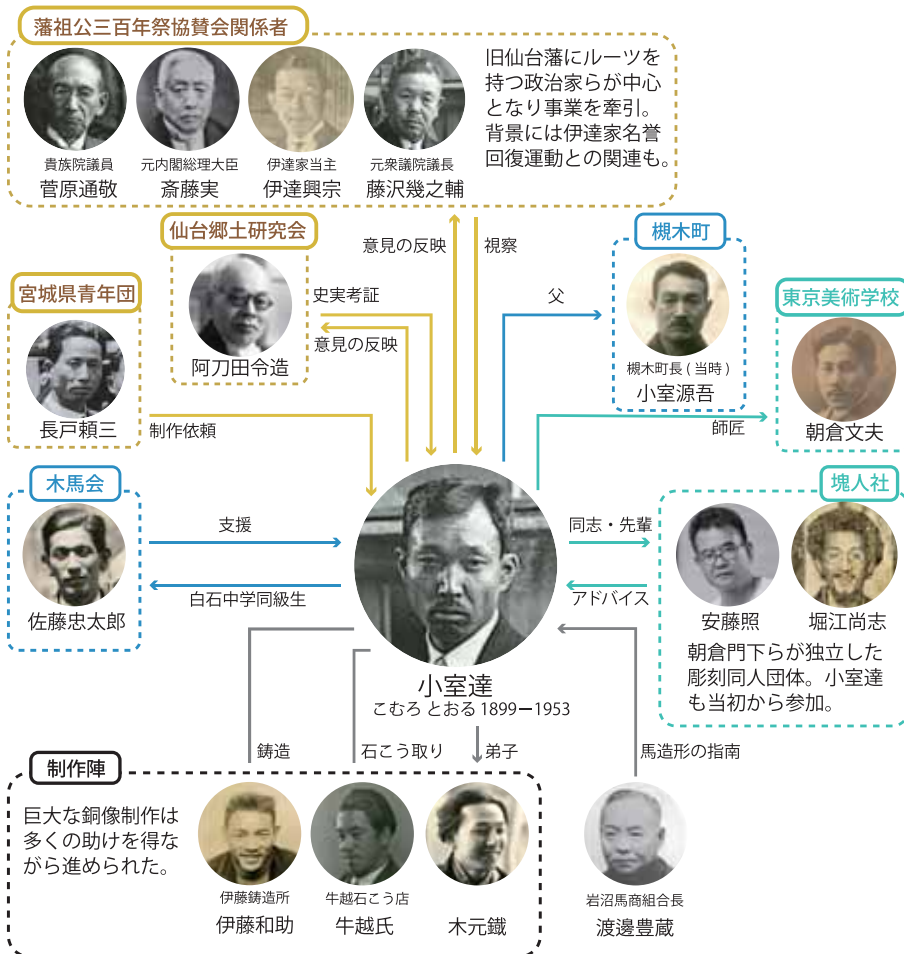 藩祖公三百年祭協賛会関係者
旧仙台藩にルーツを
持つ政治家らが中心
となり事業を牽引。
背景には伊達家名誉
回復運動との関連も。
貴族院議員
菅原通敬
元内閣総理大臣
斎藤実
伊達家当主
伊達興宗
元衆議院議長
藤沢幾之輔
仙台郷土研究会
阿刀田令造
意見の反映
視察
槻木町
槻木町長(当時)
小室源吾
宮城県青年団
長戸頼三
史実考証
意見の反映
父
東京美術学校
朝倉文夫
制作依頼
師匠
木馬会
佐藤忠太郎
支援
白石中学同級生
同志・先輩
アドバイス
塊人社
安藤照
堀江尚志
朝倉門下らが独立した
彫刻同人団体。小室達
も当初から参加。
小室達
こむろ とおる 1899ー1953
鋳造
石こう取り
弟子
馬造形の指南
制作陣
巨大な銅像制作は
多くの助けを得な
がら進められた。
伊藤鋳造所
伊藤和助
牛越石こう店
牛越氏
木元鐡
岩沼馬商組合長
渡邊豊蔵